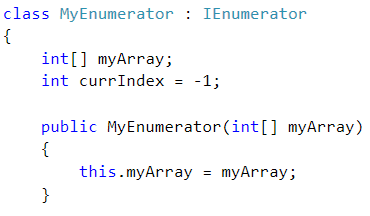 class MyEnumerator : IEnumerator
{
    int[] myArray;
    int currIndex = -1;

    public MyEnumerator(int[] myArray)
    {
        this.myArray = myArray;
    }